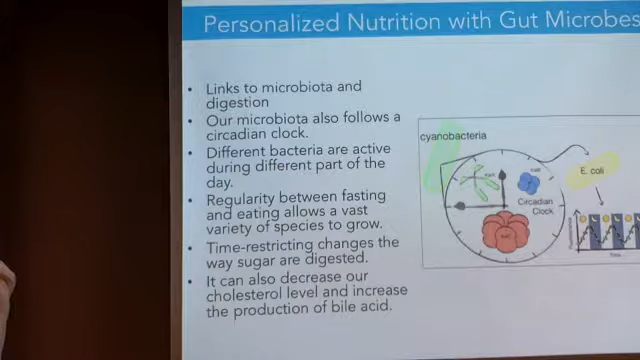 Personalized Nutrition with Gut Microbes
• Links to microbiota and
digestion
• Our microbiota also follows a
circadian clock.
• Different bacteria are active
during different part of the
day.
• Regularity between fasting
and eating allows a vast
variety of species to grow.
• Time-restricting changes the
way sugar are digested.
• It can also decrease our
cholesterol level and increase
the production of bile acid.
cyanobacteria
E. coli
Circadian
Clock
Time